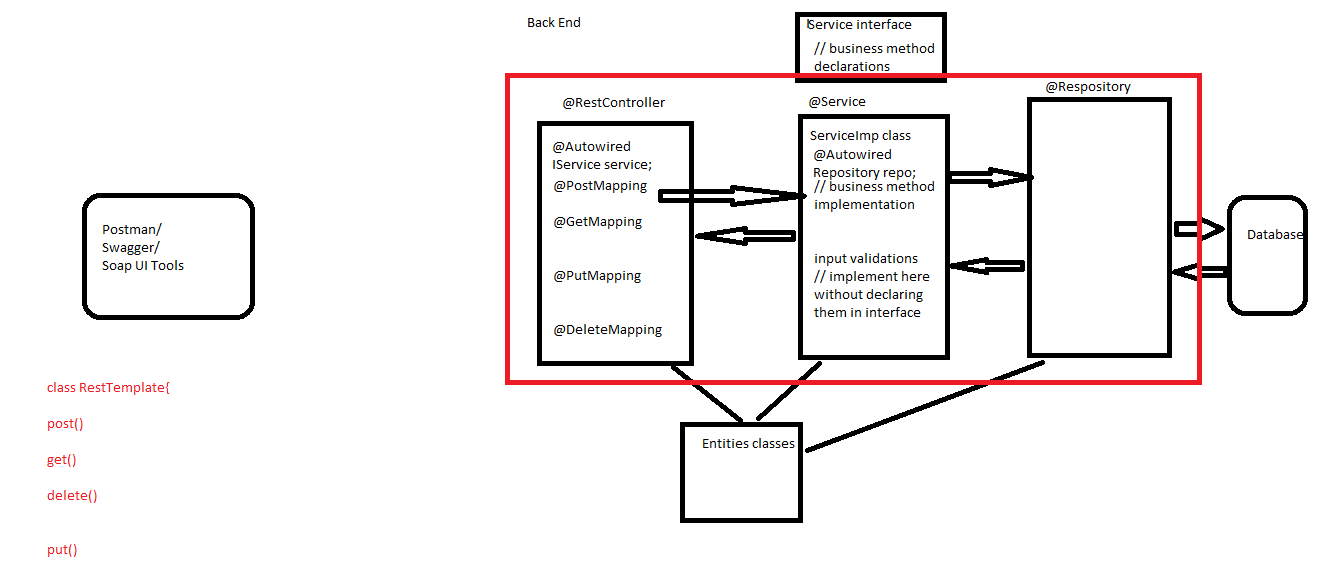 Back End
IService interface
// business method
declarations
@RestController
@Autowired
IService service;
@PostMapping
@GetMapping
@PutMapping
@DeleteMapping
@Service
ServiceImp class
@Autowired
Repository repo;
// business method
implementation
input validations
// implement here
without declaring
them in interface
@Respository
Database
Postman/
Swagger/
Soap UI Tools
Entities classes
class RestTemplate{
post()
get()
delete()
put()